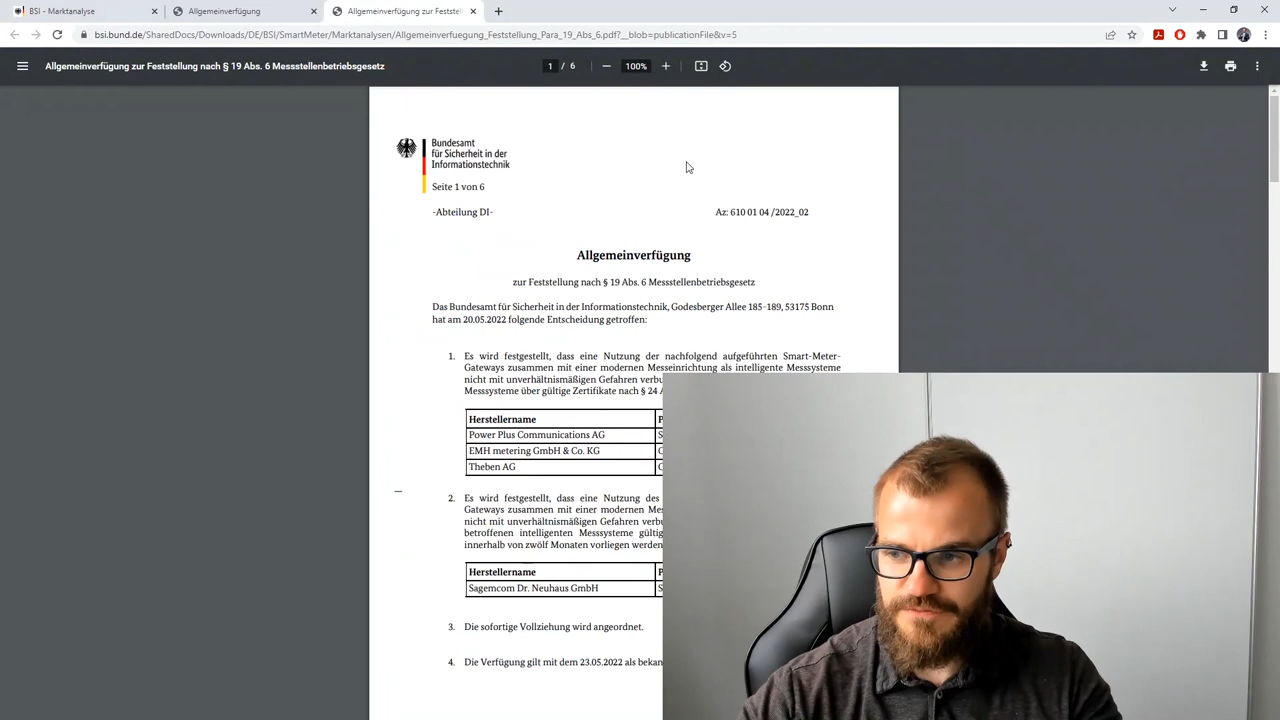 BSI - Marktanalyse
Allgemeinverfügung
Allgemeinverfügung zur Festste
bsi.bund.de/SharedDocs/Downloads/DE/BSI/SmartMeter/Marktanalysen/Allgemeinverfuegung_Feststellung_Para_19_Abs_6.pdf?__blob=publicationFile&v=5
Allgemeinverfügung zur Feststellung nach § 19 Abs. 6 Messstellenbetriebsgesetz
1 / 6
100%
Bundesamt
für Sicherheit in der
Informationstechnik
Seite 1 von 6
-Abteilung DI-
Az: 610 01 04 /2022_02
Allgemeinverfügung
zur Feststellung nach § 19 Abs. 6 Messstellenbetriebsgesetz
Das Bundesamt für Sicherheit in der Informationstechnik, Godesberger Allee 185-189, 53175 Bonn
hat am 20.05.2022 folgende Entscheidung getroffen:
1. Es wird festgestellt, dass eine Nutzung der nachfolgend aufgeführten Smart-Meter-
Gateways zusammen mit einer modernen Messeinrichtung als intelligente Messsysteme
nicht mit unverhältnismäßigen Gefahren verbu
Messsysteme über gültige Zertifikate nach § 24 A
Herstellername P
Power Plus Communications AG S
EMH metering GmbH & Co. KG C
Theben AG C
2. Es wird festgestellt, dass eine Nutzung des
Gateways zusammen mit einer modernen Mes
nicht mit unverhältnismäßigen Gefahren verbu
betroffenen intelligenten Messsysteme gültig
innerhalb von zwölf Monaten vorliegen werden
Herstellername P
Sagemcom Dr. Neuhaus GmbH S
3. Die sofortige Vollziehung wird angeordnet.
4. Die Verfügung gilt mit dem 23.05.2022 als bekan